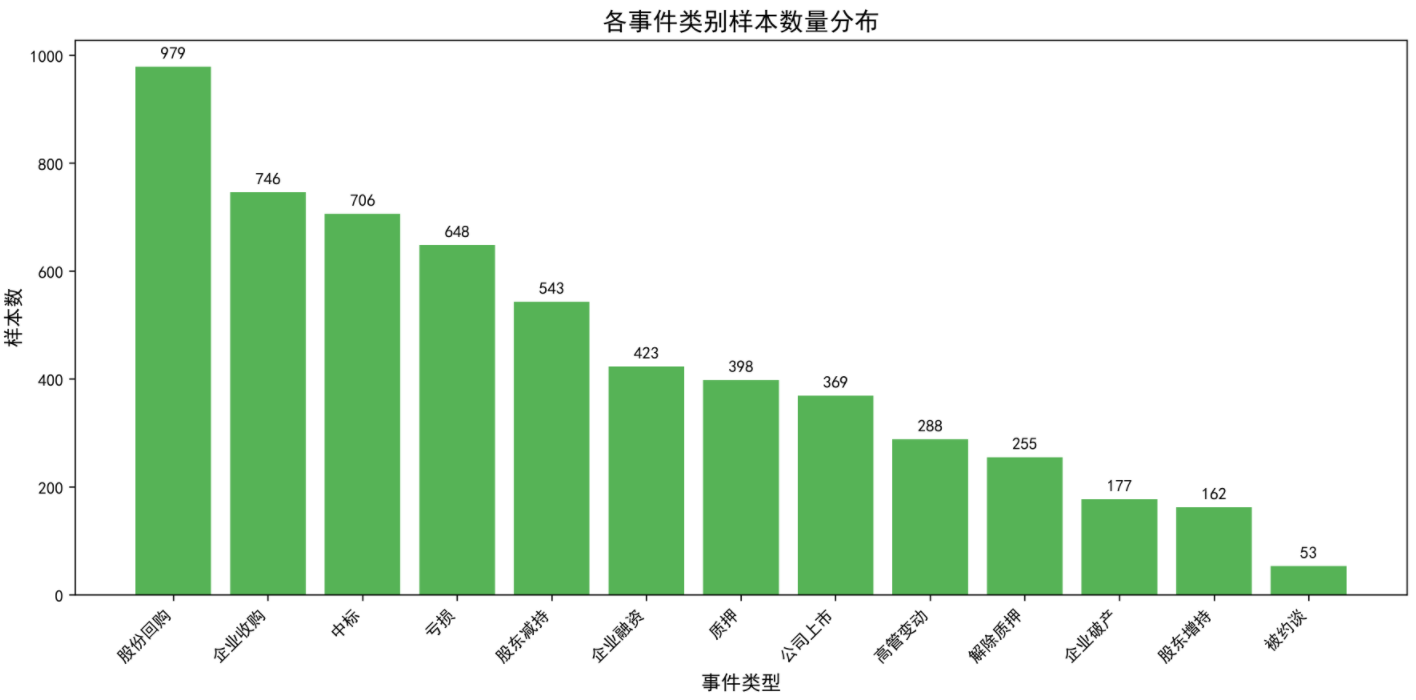 各事件类别样本数量分布
1000
800
600
400
200
0
样本数
979
746
706
648
543
423
398
369
288
255
177
162
53
股份回购
企业收购
中标
亏损
股东减持
企业融资
质押
公司上市
高管变动
解除质押
企业破产
股东增持
被约谈
事件类型